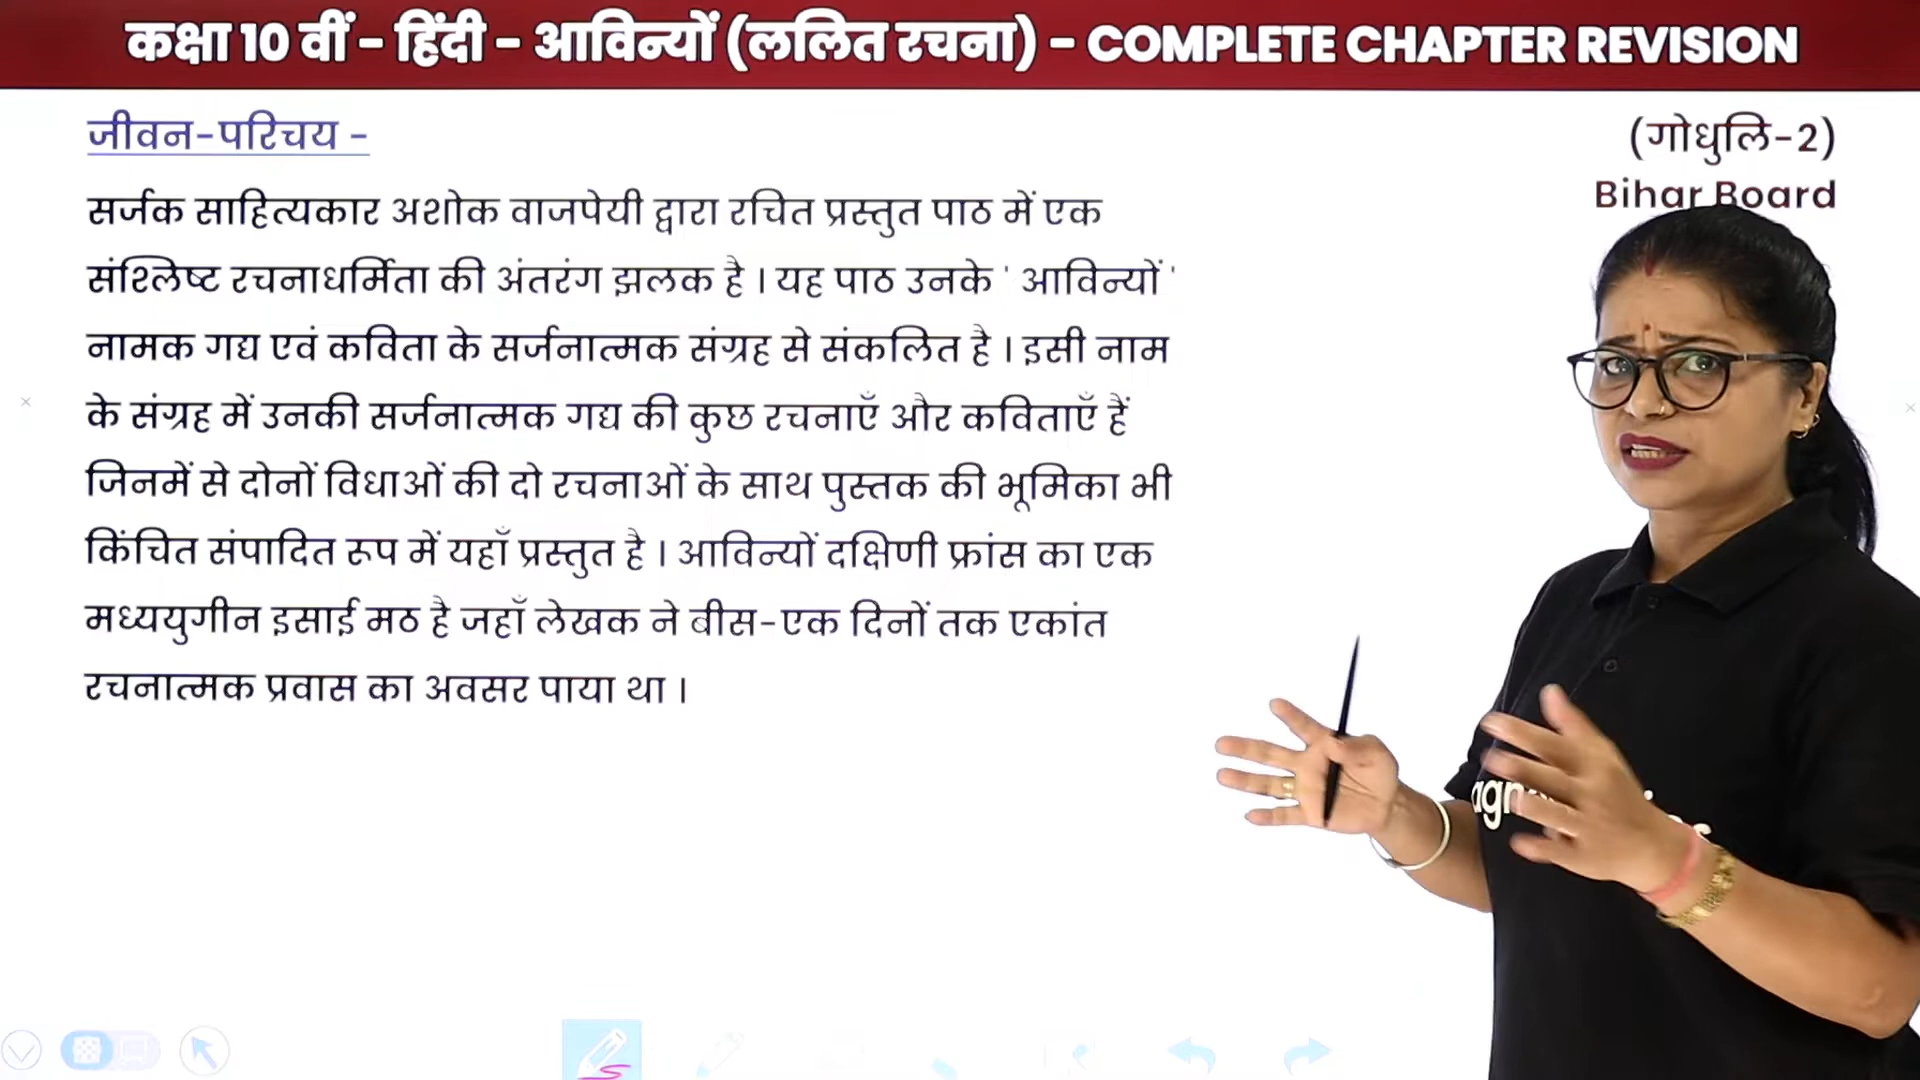 कक्षा 10 वीं - हिंदी - आविन्यों (ललित रचना) - COMPLETE CHAPTER REVISION
जीवन-परिचय -
(गोधुलि-2)
Bihar Board
सर्जक साहित्यकार अशोक वाजपेयी द्वारा रचित प्रस्तुत पाठ में एक
संश्लिष्ट रचनाधर्मिता की अंतरंग झलक है । यह पाठ उनके ' आविन्यों '
नामक गद्य एवं कविता के सर्जनात्मक संग्रह से संकलित है । इसी नाम
के संग्रह में उनकी सर्जनात्मक गद्य की कुछ रचनाएँ और कविताएँ हैं
जिनमें से दोनों विधाओं की दो रचनाओं के साथ पुस्तक की भूमिका भी
किंचित संपादित रूप में यहाँ प्रस्तुत है । आविन्यों दक्षिणी फ्रांस का एक
मध्ययुगीन इसाई मठ है जहाँ लेखक ने बीस-एक दिनों तक एकांत
रचनात्मक प्रवास का अवसर पाया था ।